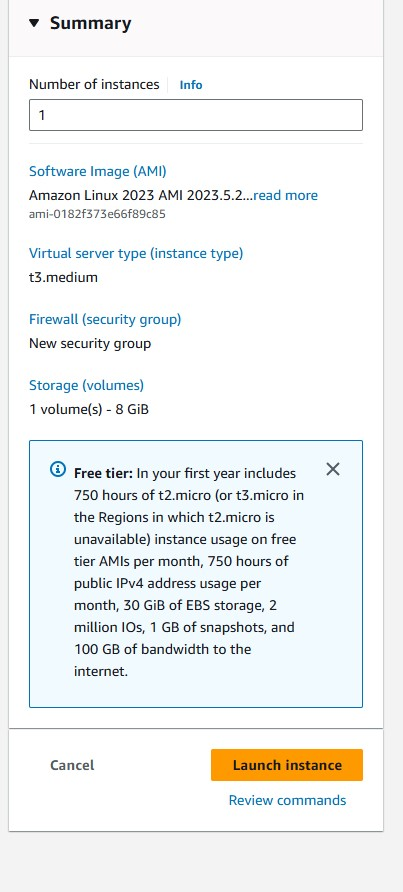 Summary
Number of instances Info
1
Software Image (AMI)
Amazon Linux 2023 AMI 2023.5.2...read more
ami-0182f373e66f89c85
Virtual server type (instance type)
t3.medium
Firewall (security group)
New security group
Storage (volumes)
1 volume(s) - 8 GiB
Free tier: In your first year includes
750 hours of t2.micro (or t3.micro in
the Regions in which t2.micro is
unavailable) instance usage on free
tier AMIs per month, 750 hours of
public IPv4 address usage per
month, 30 GiB of EBS storage, 2
million IOs, 1 GB of snapshots, and
100 GB of bandwidth to the
internet.
Cancel
Launch instance
Review commands